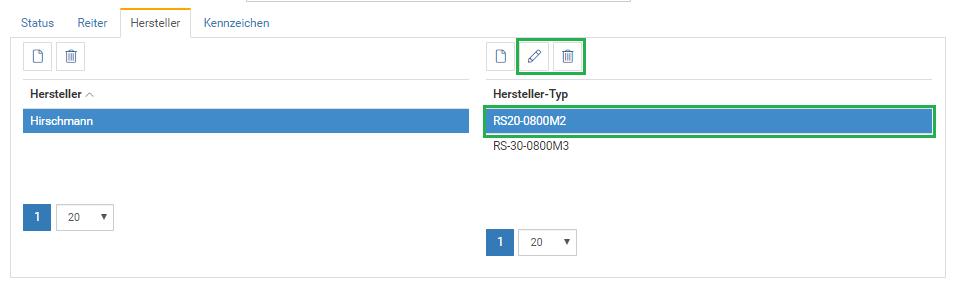 Status Reiter Hersteller Kennzeichen
Hersteller
Hirschmann
1 20
Hersteller-Typ
RS20-0800M2
RS-30-0800M3
1 20